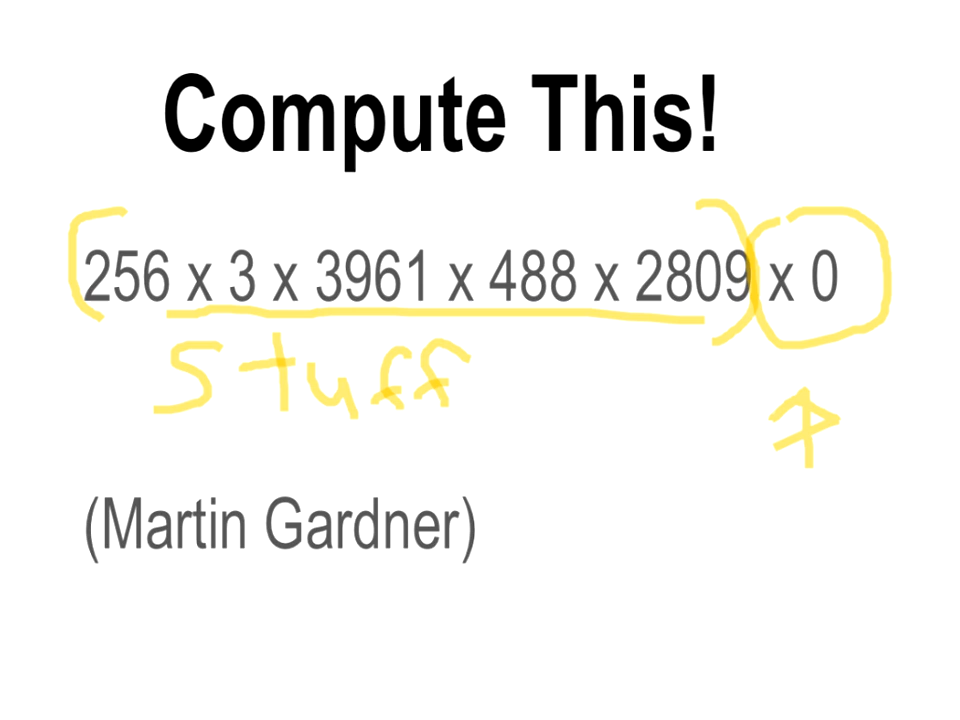 Compute This!
256 x 3 x 3961 x 488 x 2809 x 0
Stuff
(Martin Gardner)